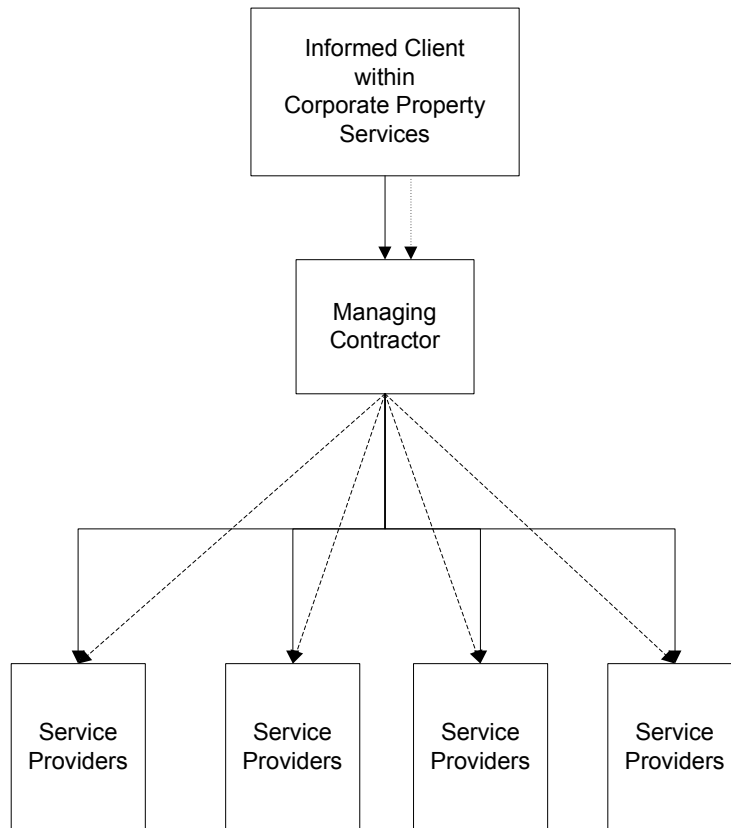 Informed Client
within
Corporate Property
Services
Managing
Contractor
Service
Providers
Service
Providers
Service
Providers
Service
Providers